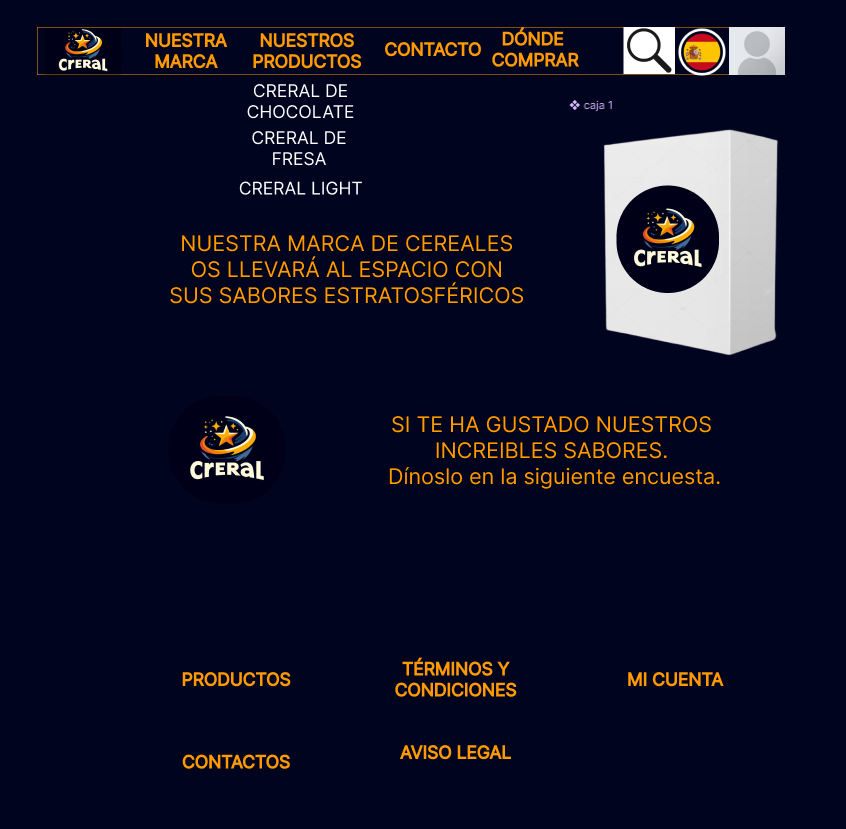 CRERAL
NUESTRA
MARCA
NUESTROS
PRODUCTOS
CONTACTO
DÓNDE
COMPRAR
CRERAL DE
CHOCOLATE
CRERAL DE
FRESA
CRERAL LIGHT
❖ caja 1
CRERAL
NUESTRA MARCA DE CEREALES
OS LLEVARÁ AL ESPACIO CON
SUS SABORES ESTRATOSFÉRICOS
CRERAL
SI TE HA GUSTADO NUESTROS
INCREIBLES SABORES.
Dínoslo en la siguiente encuesta.
PRODUCTOS
TÉRMINOS Y
CONDICIONES
MI CUENTA
CONTACTOS
AVISO LEGAL